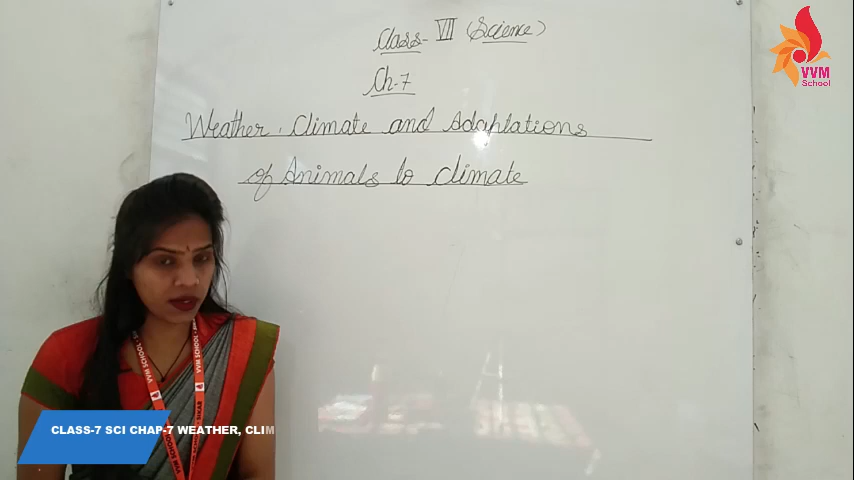 Class- VII (Science)
Ch-7
Weather, Climate and Adaptations
of Animals to climate
VVM
School
CLASS-7 SCI CHAP-7 WEATHER, CLIM